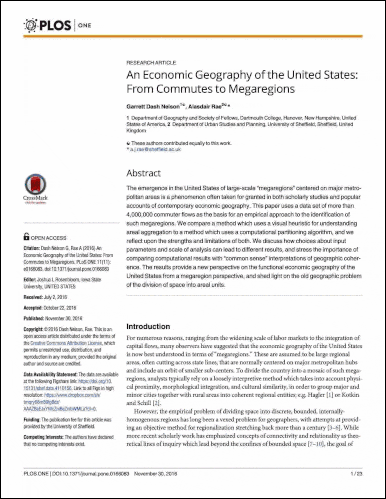 PLOS ONE
RESEARCH ARTICLE
An Economic Geography of the United States:
From Commutes to Megaregions
Garrett Dash Nelson¹☯, Alasdair Rae²☯*
1 Department of Geography and Society of Fellows, Dartmouth College, Hanover, New Hampshire, United
States of America, 2 Department of Urban Studies and Planning, University of Sheffield, Sheffield, United
Kingdom
☯ These authors contributed equally to this work.
* a.j.rae@sheffield.ac.uk
Abstract
The emergence in the United States of large-scale "megaregions" centered on major metro-
politan areas is a phenomenon often taken for granted in both scholarly studies and popular
accounts of contemporary economic geography. This paper uses a data set of more than
4,000,000 commuter flows as the basis for an empirical approach to the identification of
such megaregions. We compare a method which uses a visual heuristic for understanding
areal aggregation to a method which uses a computational partitioning algorithm, and we
reflect upon the strengths and limitations of both. We discuss how choices about input
parameters and scale of analysis can lead to different results, and stress the importance of
comparing computational results with "common sense" interpretations of geographic coher-
ence. The results provide a new perspective on the functional economic geography of the
United States from a megaregion perspective, and shed light on the old geographic problem
of the division of space into areal units.
CrossMark
click for updates
OPEN ACCESS
Citation: Dash Nelson G, Rae A (2016) An
Economic Geography of the United States: From
Commutes to Megaregions. PLoS ONE 11(11):
e0166083. doi:10.1371/journal.pone.0166083
Editor: Joshua L Rosenbloom, Iowa State
University, UNITED STATES
Received: July 2, 2016
Accepted: October 22, 2016
Published: November 30, 2016
Copyright: © 2016 Dash Nelson, Rae. This is an
open access article distributed under the terms of
the Creative Commons Attribution License, which
permits unrestricted use, distribution, and
reproduction in any medium, provided the original
author and source are credited.
Data Availability Statement: The data are available
at the following figshare link: https://doi.org/10.
15131/shef.data.4110156. Link to all figs in high
resolution: https://www.dropbox.com/sh/
Funding: The publication fee for this article was
provided by the University of Sheffield.
Competing Interests: The authors have declared
that no competing interests exist.
Introduction
For numerous reasons, ranging from the widening scale of labor markets to the integration of
capital flows, many observers have suggested that the economic geography of the United States
is now best understood in terms of "megaregions." These are assumed to be large regional
areas, often cutting across state lines, that are normally centered on major metropolitan hubs
and include an orbit of smaller sub-centers. To divide the country into a mosaic of such mega-
regions, analysts typically rely on a loosely interpretive method which takes into account physi-
cal proximity, morphological integration, and cultural similarity, in order to group major and
minor cities together with rural areas into coherent regional entities; e.g. Hagler [1] or Kotkin
and Schill [2].
However, the empirical problem of dividing space into discrete, bounded, internally-
homogenous regions has long been a vexed problem for geographers, with attempts at provid-
ing an objective method for regionalization stretching back more than a century [3–6]. While
more recent scholarly work has emphasized concepts of connectivity and relationality as theo-
retical lines of inquiry which lead beyond the confines of bounded space [7–10], the goal of
PLOS ONE | DOI:10.1371/journal.pone.0166083 November 30, 2016
1 / 23